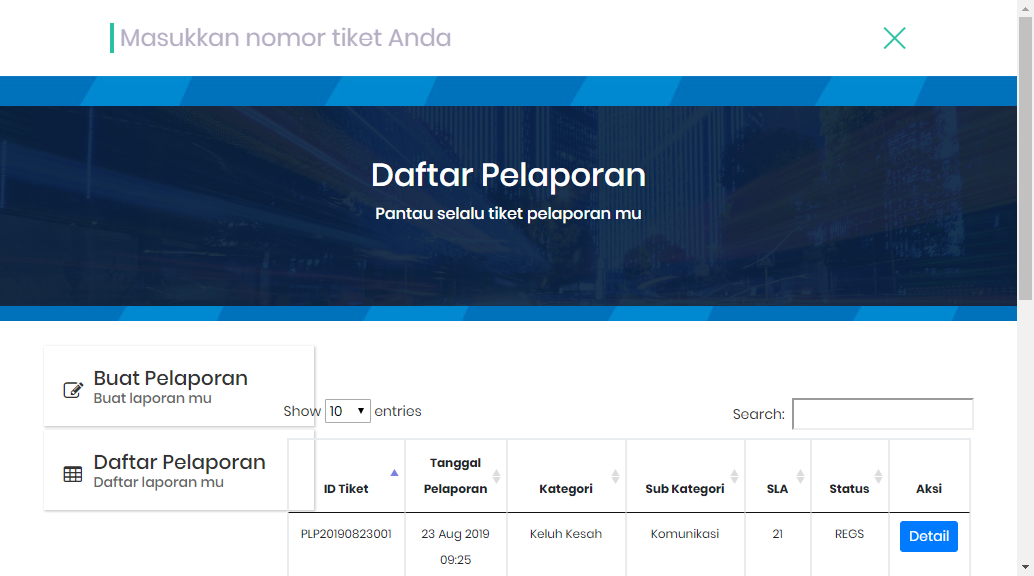 Masukkan nomor tiket Anda
Daftar Pelaporan
Pantau selalu tiket pelaporan mu
Buat Pelaporan
Buat laporan mu
Daftar Pelaporan
Daftar laporan mu
Show 10 entries
Search:
ID Tiket
Tanggal
Pelaporan
Kategori
Sub Kategori
SLA
Status
Aksi
PLP20190823001
23 Aug 2019
09:25
Keluh Kesah
Komunikasi
21
REGS
Detail